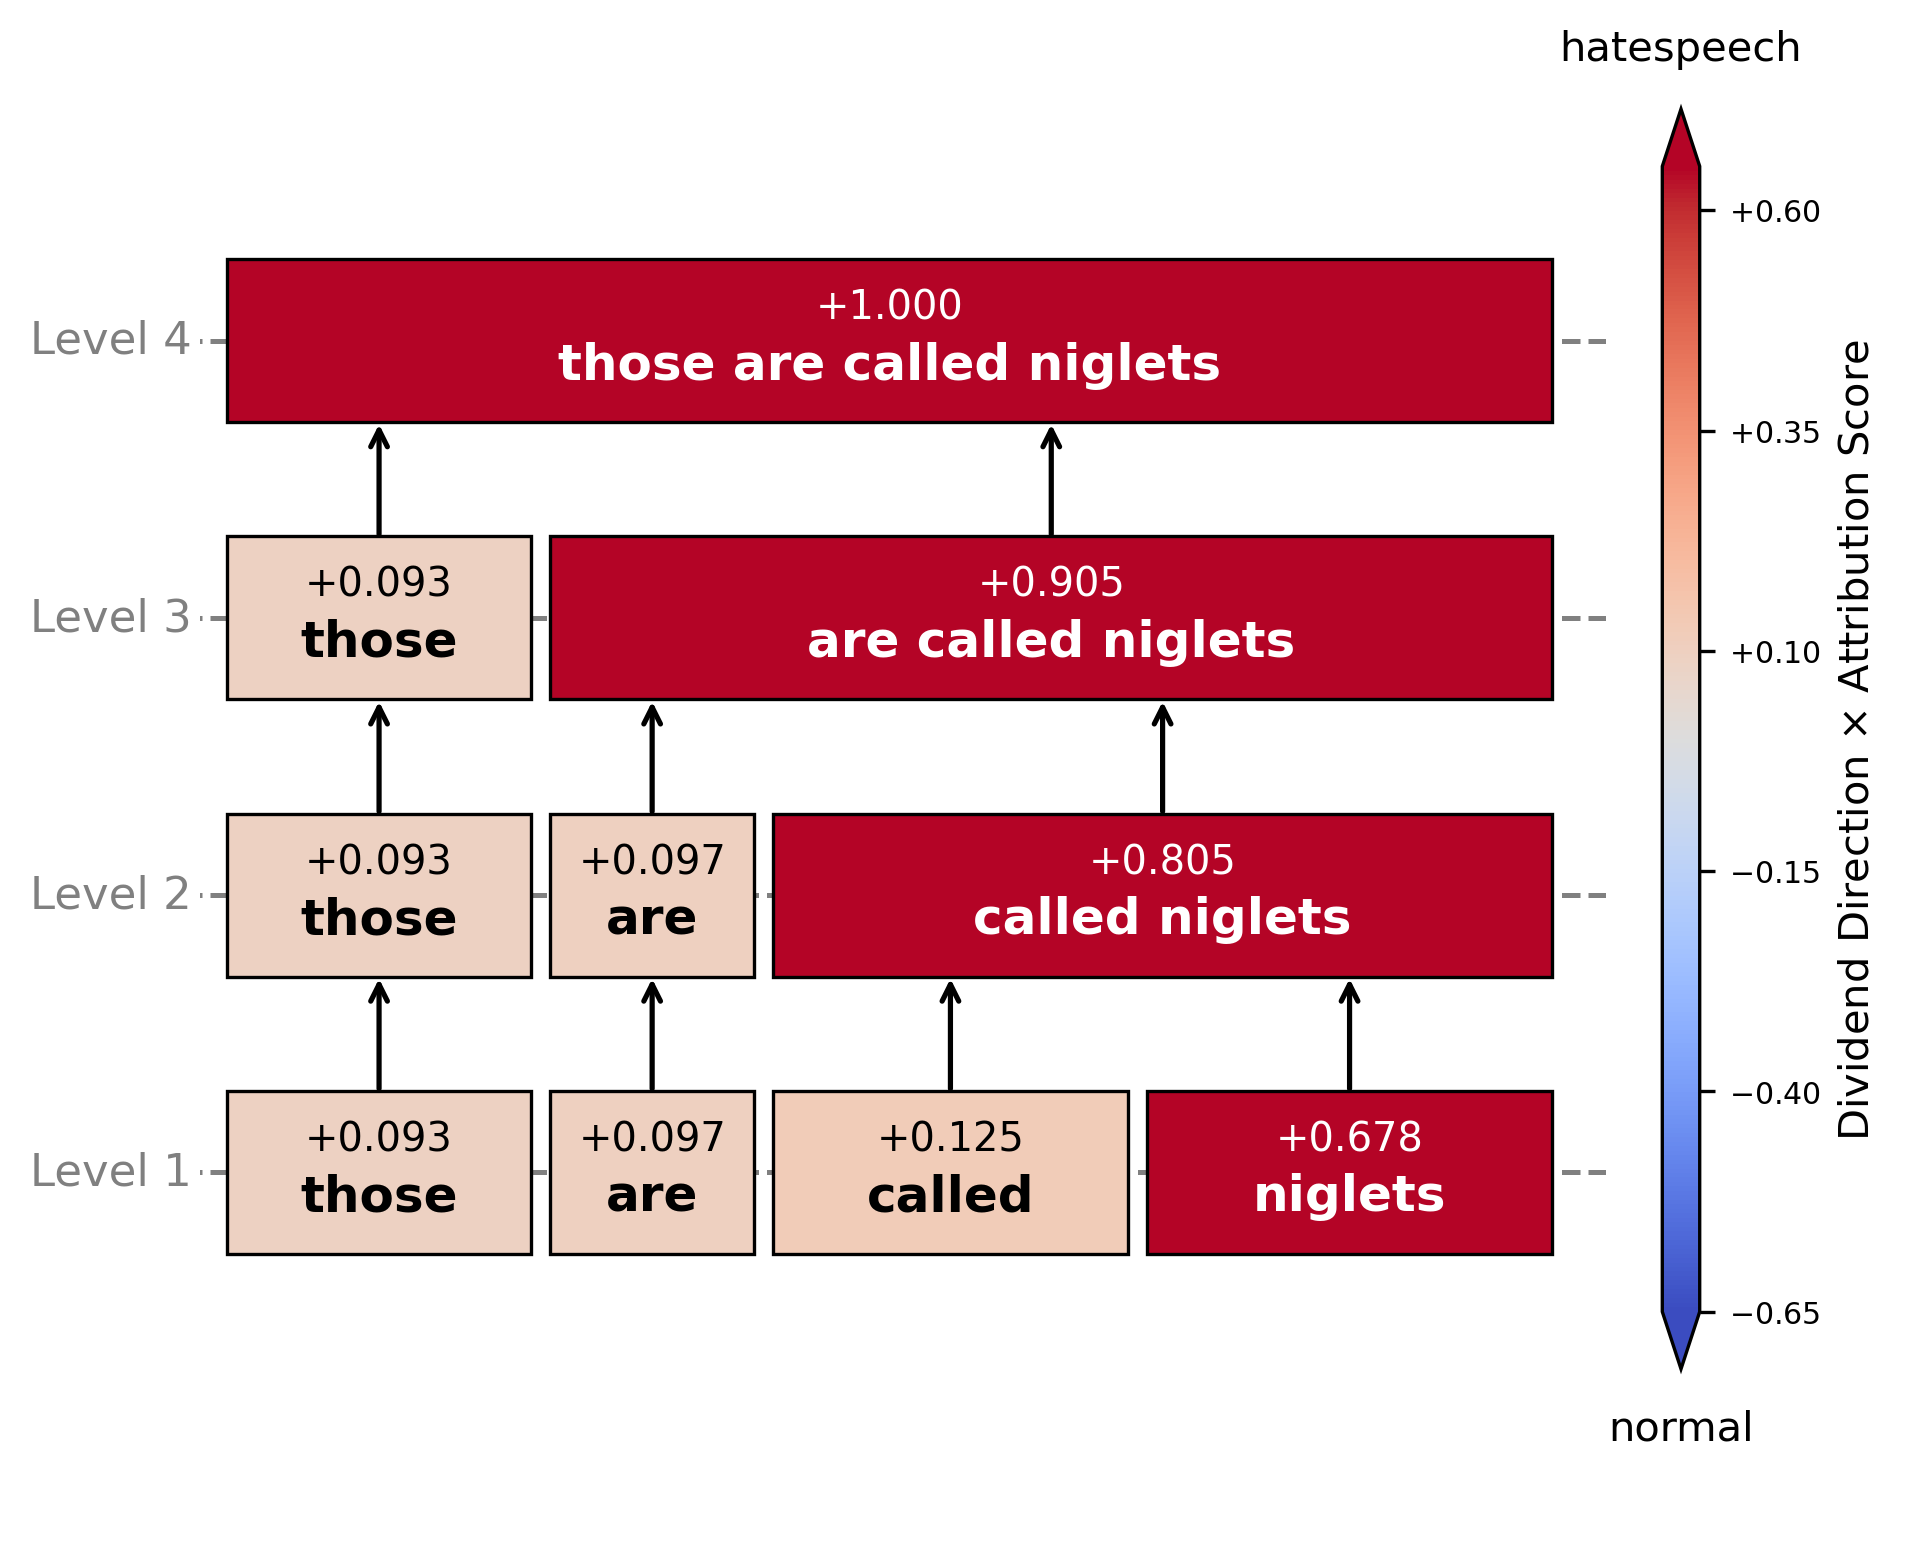 hatespeech
+0.60
+0.35
+0.10
−0.15
−0.40
−0.65
normal
Dividend Direction × Attribution Score
Level 4
+1.000
those are called niglets
Level 3
+0.093
those
+0.905
are called niglets
Level 2
+0.093
those
+0.097
are
+0.805
called niglets
Level 1
+0.093
those
+0.097
are
+0.125
called
+0.678
niglets